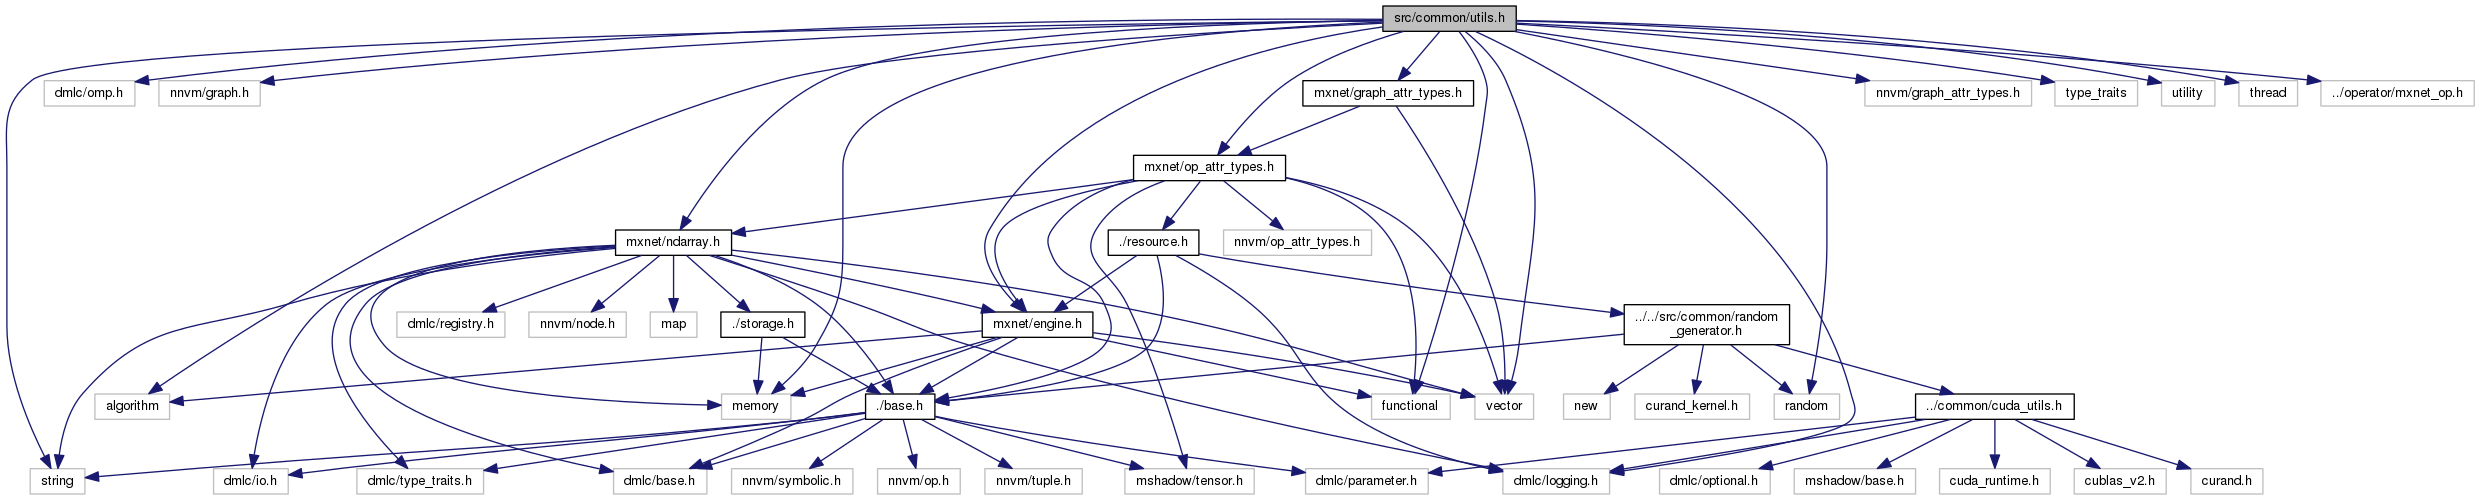 src/common/utils.h
dmlc/omp.h
nnvm/graph.h
mxnet/graph_attr_types.h
nnvm/graph_attr_types.h
type_traits
utility
thread
../operator/mxnet_op.h
mxnet/op_attr_types.h
mxnet/ndarray.h
./resource.h
nnvm/op_attr_types.h
dmlc/registry.h
nnvm/node.h
map
./storage.h
mxnet/engine.h
../../src/common/random
_generator.h
algorithm
memory
./base.h
functional
vector
new
curand_kernel.h
random
../common/cuda_utils.h
string
dmlc/io.h
dmlc/type_traits.h
dmlc/base.h
nnvm/symbolic.h
nnvm/op.h
nnvm/tuple.h
mshadow/tensor.h
dmlc/parameter.h
dmlc/logging.h
dmlc/optional.h
mshadow/base.h
cuda_runtime.h
cublas_v2.h
curand.h